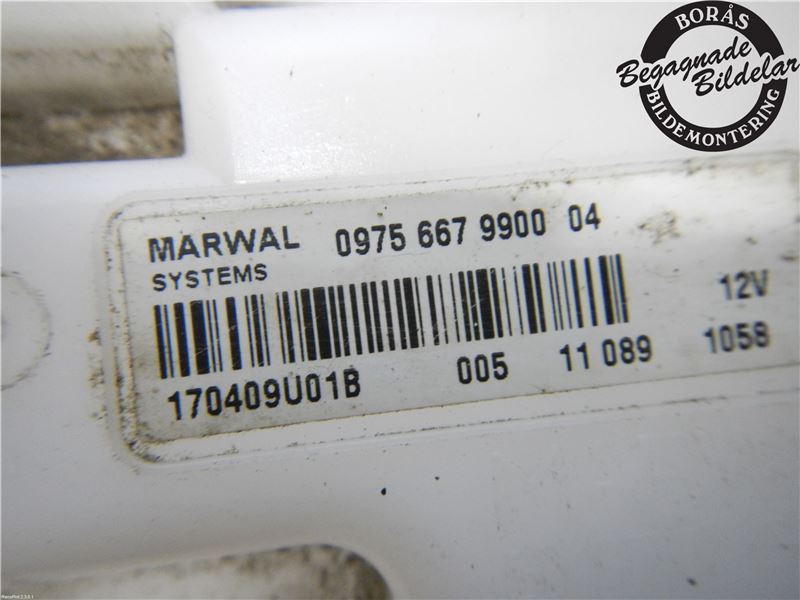 BORÅS
Begagnade
Bildelar
BILDEMONTERING
MARWAL 0975 667 9900 04
SYSTEMS
12V
170409U01B 005 11 089 1058